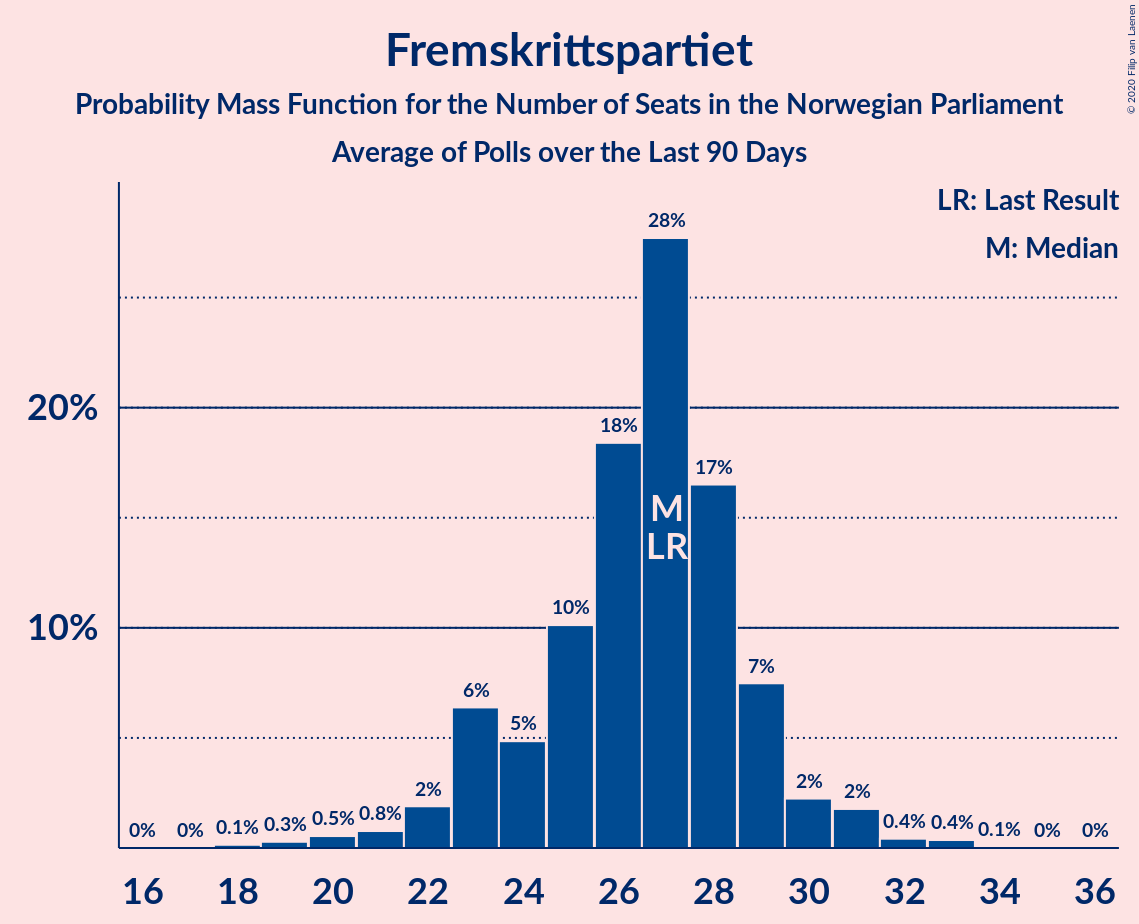 Fremskrittspartiet
Probability Mass Function for the Number of Seats in the Norwegian Parliament
Average of Polls over the Last 90 Days
© 2020 Filip van Laenen
LR: Last Result
M: Median
20%
10%
0%
0%
0.1%
0.3%
0.5%
0.8%
2%
6%
5%
10%
18%
28%
17%
7%
2%
2%
0.4%
0.4%
0.1%
0%
0%
M
LR
16 18 20 22 24 26 28 30 32 34 36